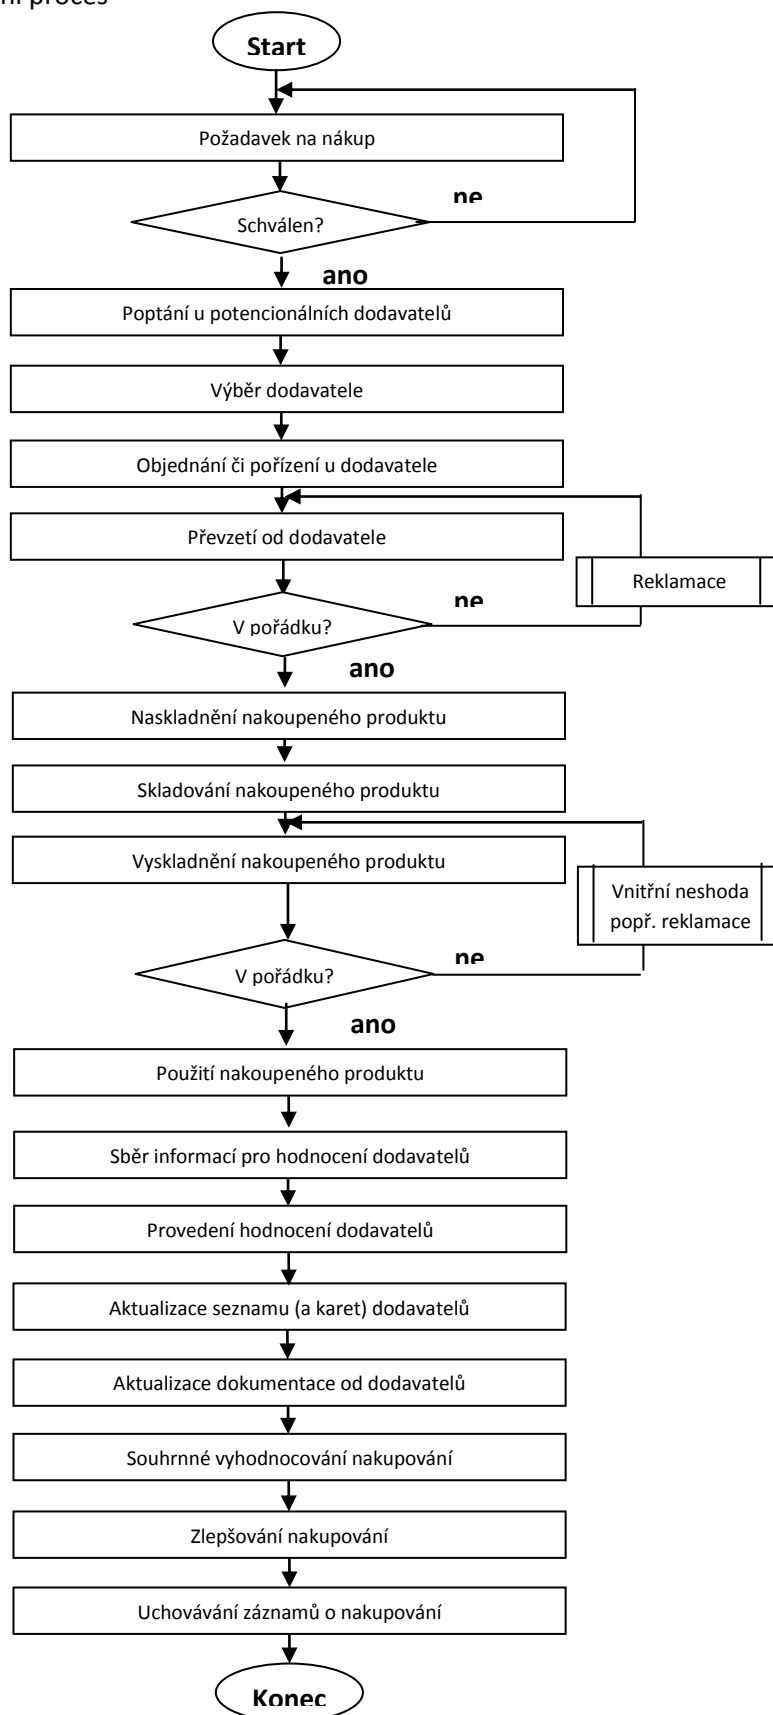 ní proces
Start
Požadavek na nákup
ne
Schválen?
ano
Poptání u potencionálních dodavatelů
Výběr dodavatele
Objednání či pořízení u dodavatele
Převzetí od dodavatele
Reklamace
ne
V pořádku?
ano
Naskladnění nakoupeného produktu
Skladování nakoupeného produktu
Vyskladnění nakoupeného produktu
Vnitřní neshoda
popř. reklamace
ne
V pořádku?
ano
Použití nakoupeného produktu
Sběr informací pro hodnocení dodavatelů
Provedení hodnocení dodavatelů
Aktualizace seznamu (a karet) dodavatelů
Aktualizace dokumentace od dodavatelů
Souhrnné vyhodnocování nakupování
Zlepšování nakupování
Uchovávání záznamů o nakupování
Konec